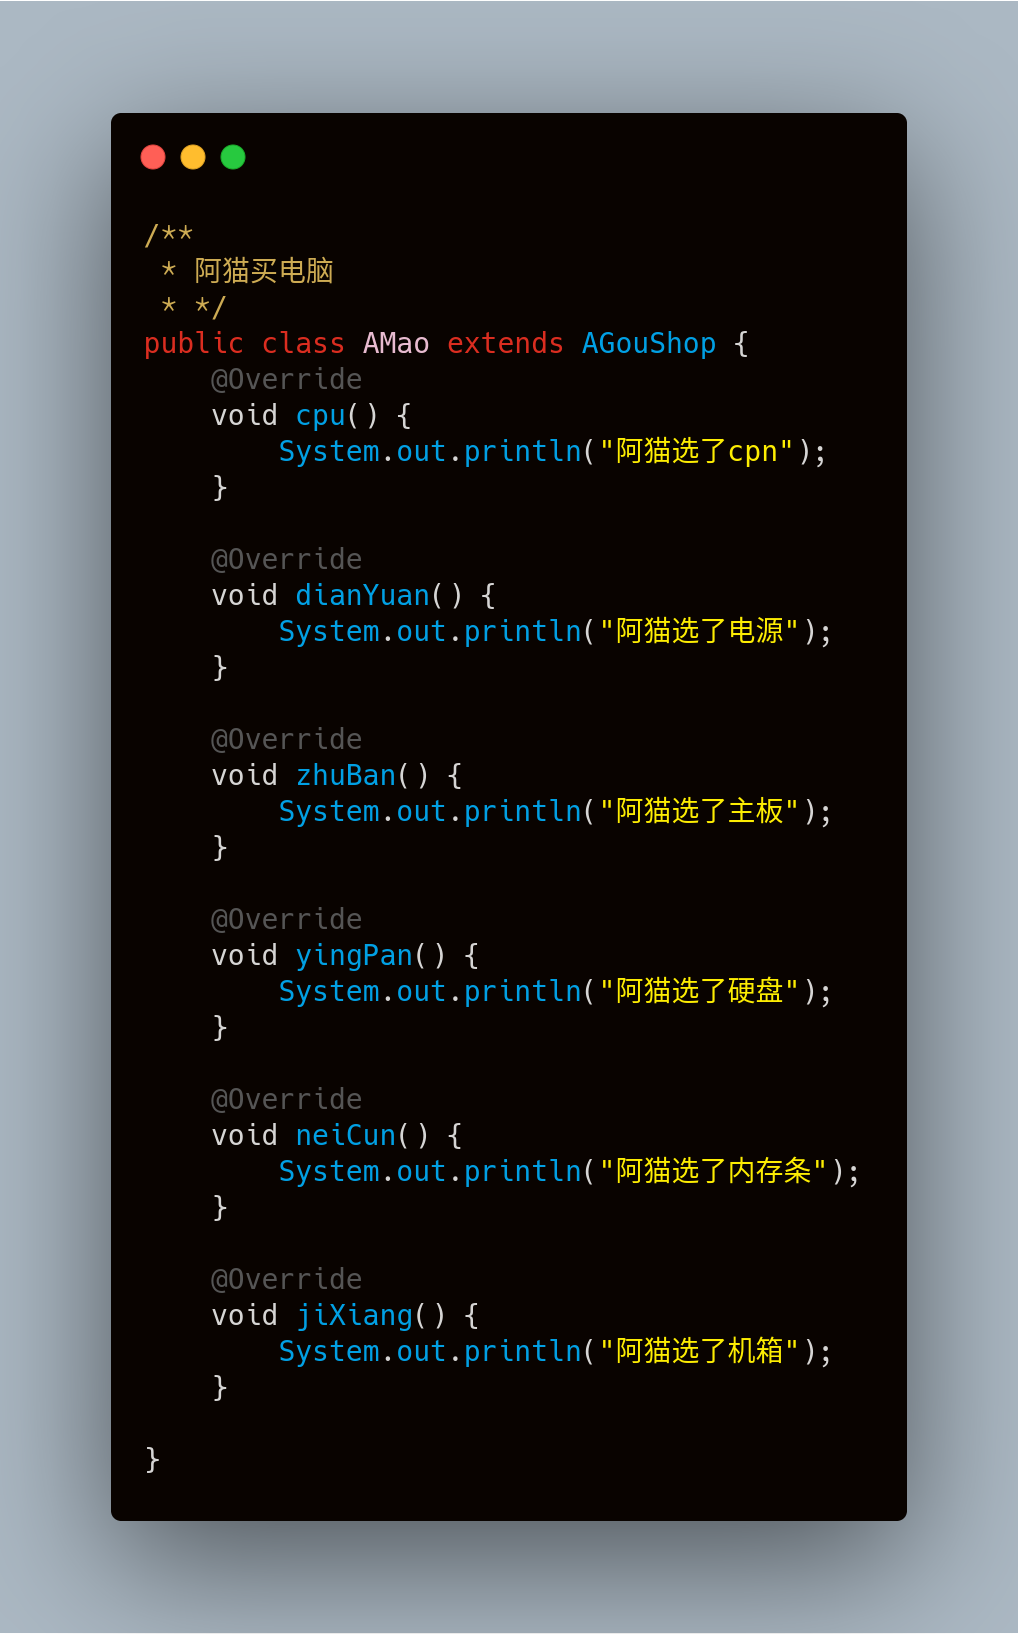 /**
 * 阿猫买电脑
 * */
public class AMao extends AGouShop {
    @Override
    void cpu() {
        System.out.println("阿猫选了cpn");
    }

    @Override
    void dianYuan() {
        System.out.println("阿猫选了电源");
    }

    @Override
    void zhuBan() {
        System.out.println("阿猫选了主板");
    }

    @Override
    void yingPan() {
        System.out.println("阿猫选了硬盘");
    }

    @Override
    void neiCun() {
        System.out.println("阿猫选了内存条");
    }

    @Override
    void jiXiang() {
        System.out.println("阿猫选了机箱");
    }

}